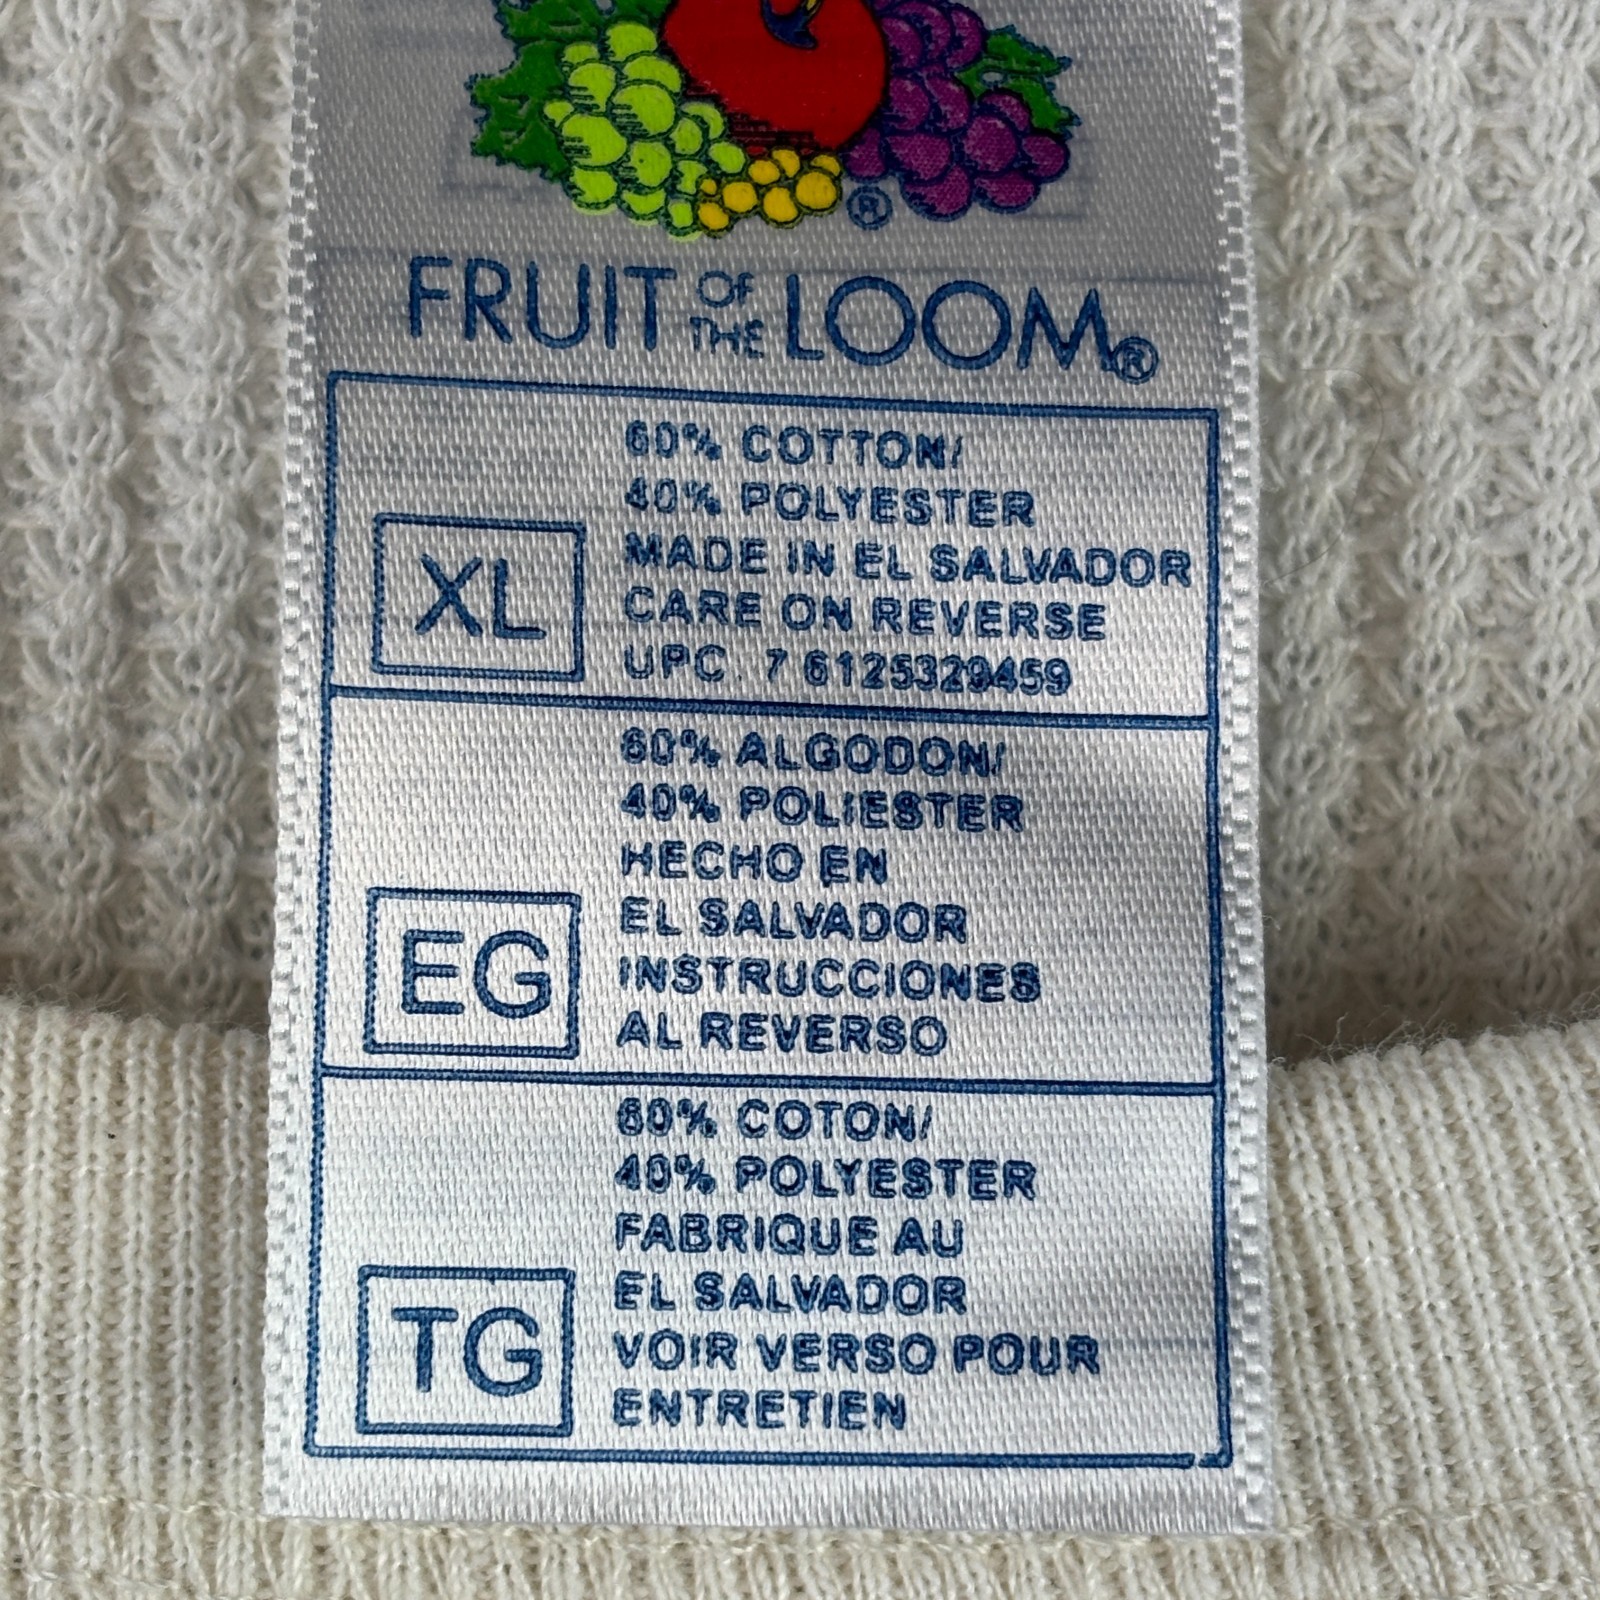 ®
FRUIT OF THE LOOM®
60% COTTON/
40% POLYESTER
MADE IN EL SALVADOR
CARE ON REVERSE
UPC. 7 6125329459
XL
60% ALGODON/
40% POLIESTER
HECHO EN
EL SALVADOR
INSTRUCCIONES
AL REVERSO
EG
60% COTON/
40% POLYESTER
FABRIQUE AU
EL SALVADOR
VOIR VERSO POUR
ENTRETIEN
TG